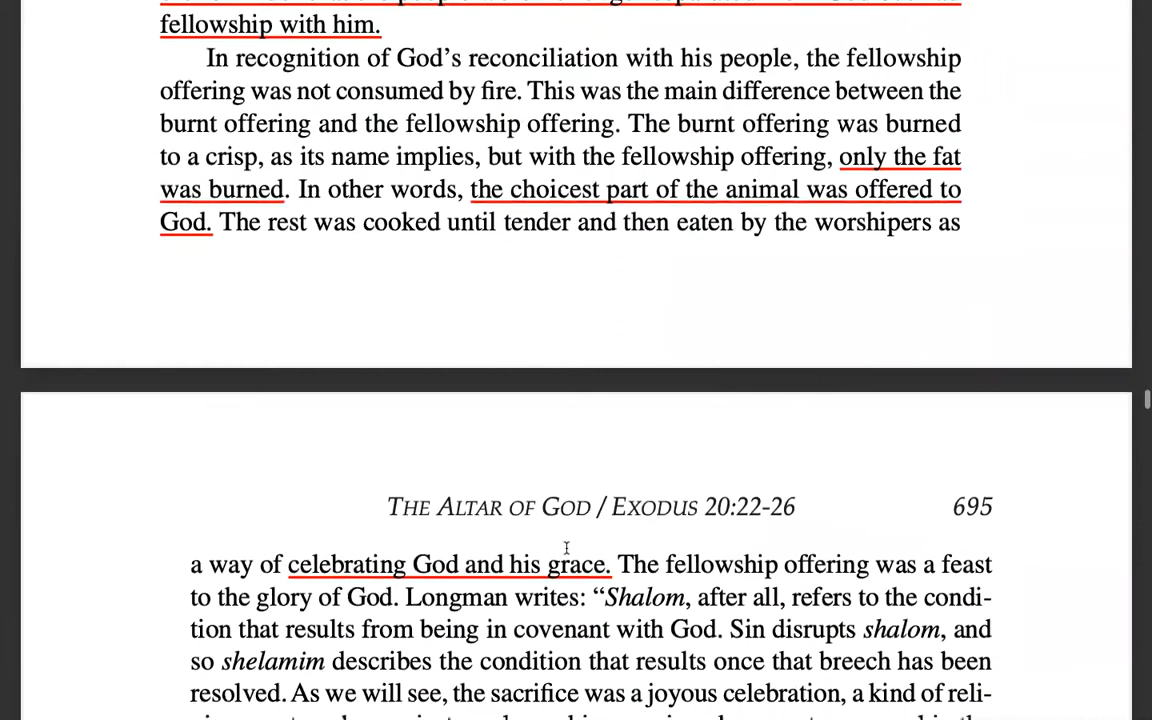 fellowship with him.
In recognition of God’s reconciliation with his people, the fellowship
offering was not consumed by fire. This was the main difference between the
burnt offering and the fellowship offering. The burnt offering was burned
to a crisp, as its name implies, but with the fellowship offering, only the fat
was burned. In other words, the choicest part of the animal was offered to
God. The rest was cooked until tender and then eaten by the worshipers as
THE ALTAR OF GOD / EXODUS 20:22-26 695
a way of celebrating God and his grace. The fellowship offering was a feast
to the glory of God. Longman writes: “Shalom, after all, refers to the condi-
tion that results from being in covenant with God. Sin disrupts shalom, and
so shelamim describes the condition that results once that breech has been
resolved. As we will see, the sacrifice was a joyous celebration, a kind of reli-